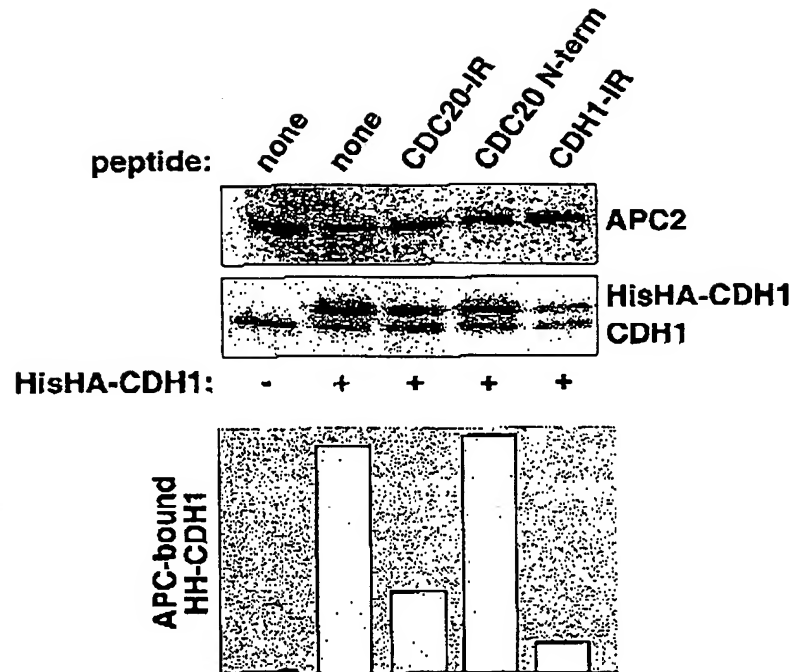 peptide:
none
none
CDC20-IR
CDC20 N-term
CDH1-IR
APC2
HisHA-CDH1
CDH1
HisHA-CDH1: - + + + +
APC-bound
HH-CDH1